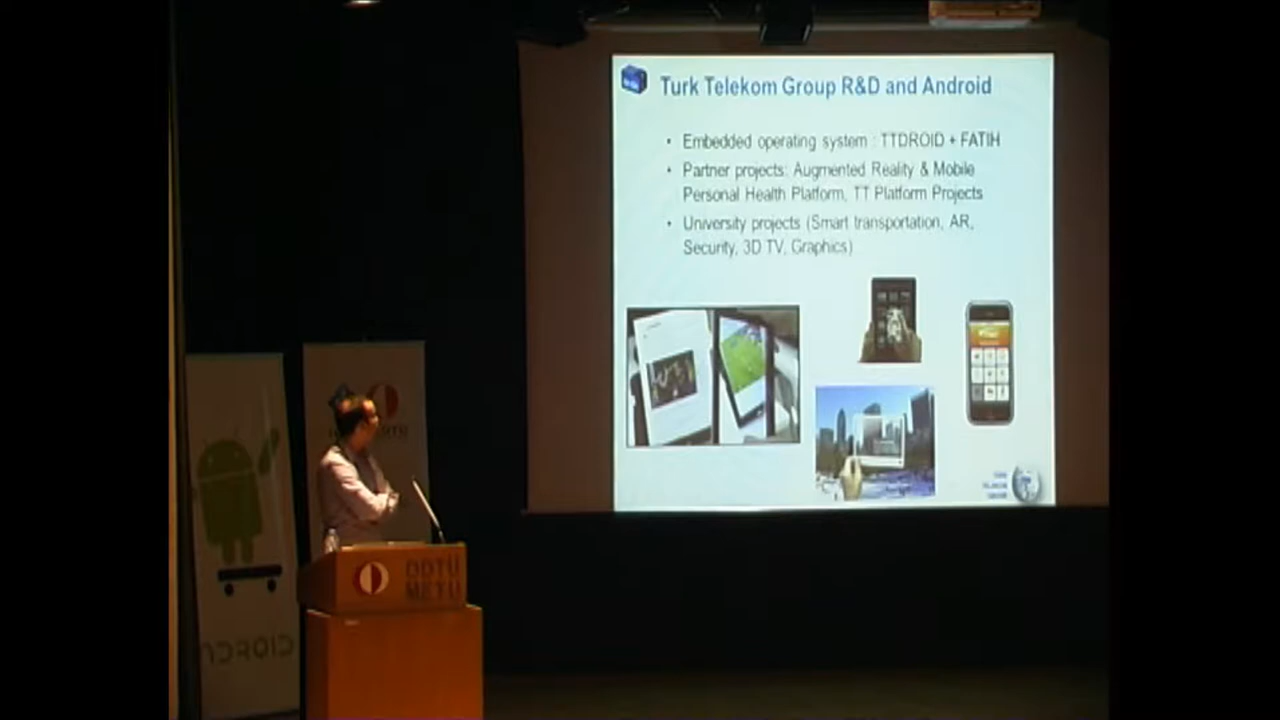 Turk Telekom Group R&D and Android
• Embedded operating system : TTDROID + FATIH
• Partner projects: Augmented Reality & Mobile
Personal Health Platform, TT Platform Projects
• University projects (Smart transportation, AR,
Security, 3D TV, Graphics)
ODTÜ
METU
NDROID